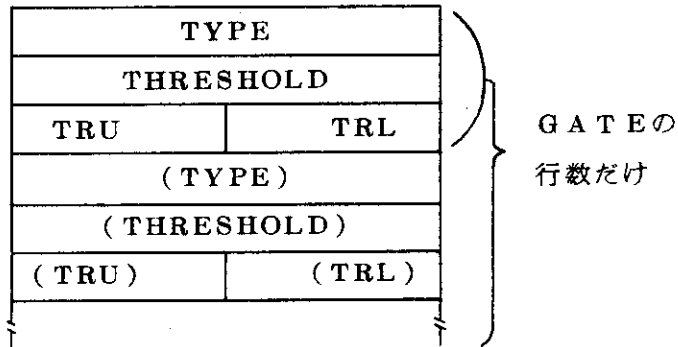 TYPE
THRESHOLD
TRU TRL
(TYPE)
(THRESHOLD)
(TRU) (TRL)
GATEの
行数だけ